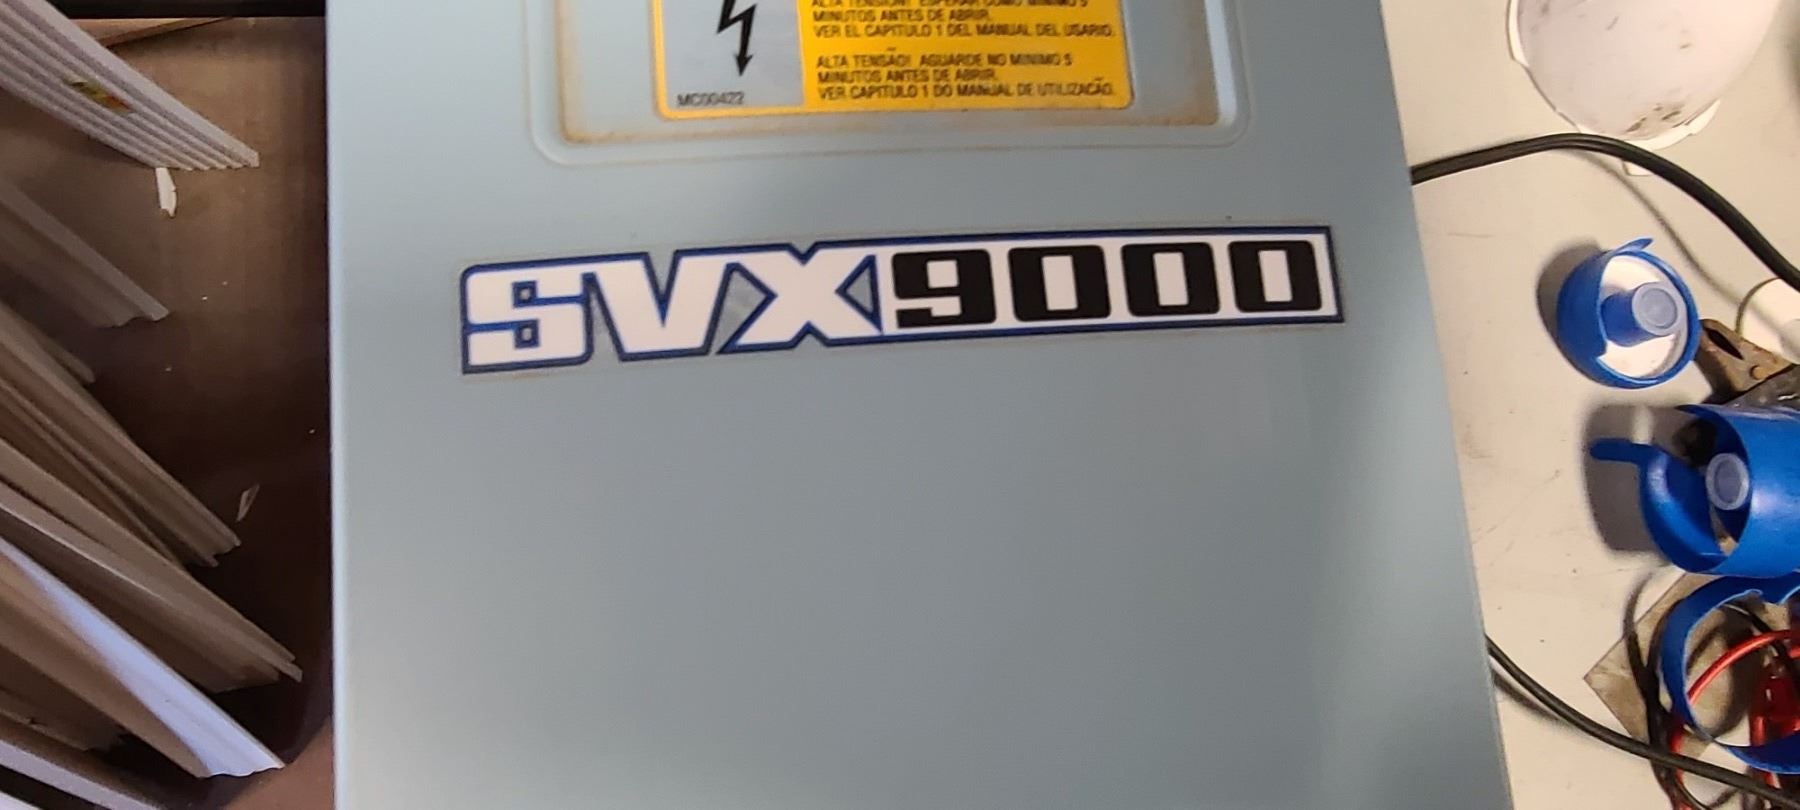 ALTA TENSION! ESPERAR COMO MINIMO 5
MINUTOS ANTES DE ABRIR.
VER EL CAPITULO 1 DEL MANUAL DEL USARIO.
ALTA TENSÃO! AGUARDE NO MINIMO 5
MINUTOS ANTES DE ABRIR.
VER CAPITULO 1 DO MANUAL DE UTILIZACÃO.
MC00422
SVX9000